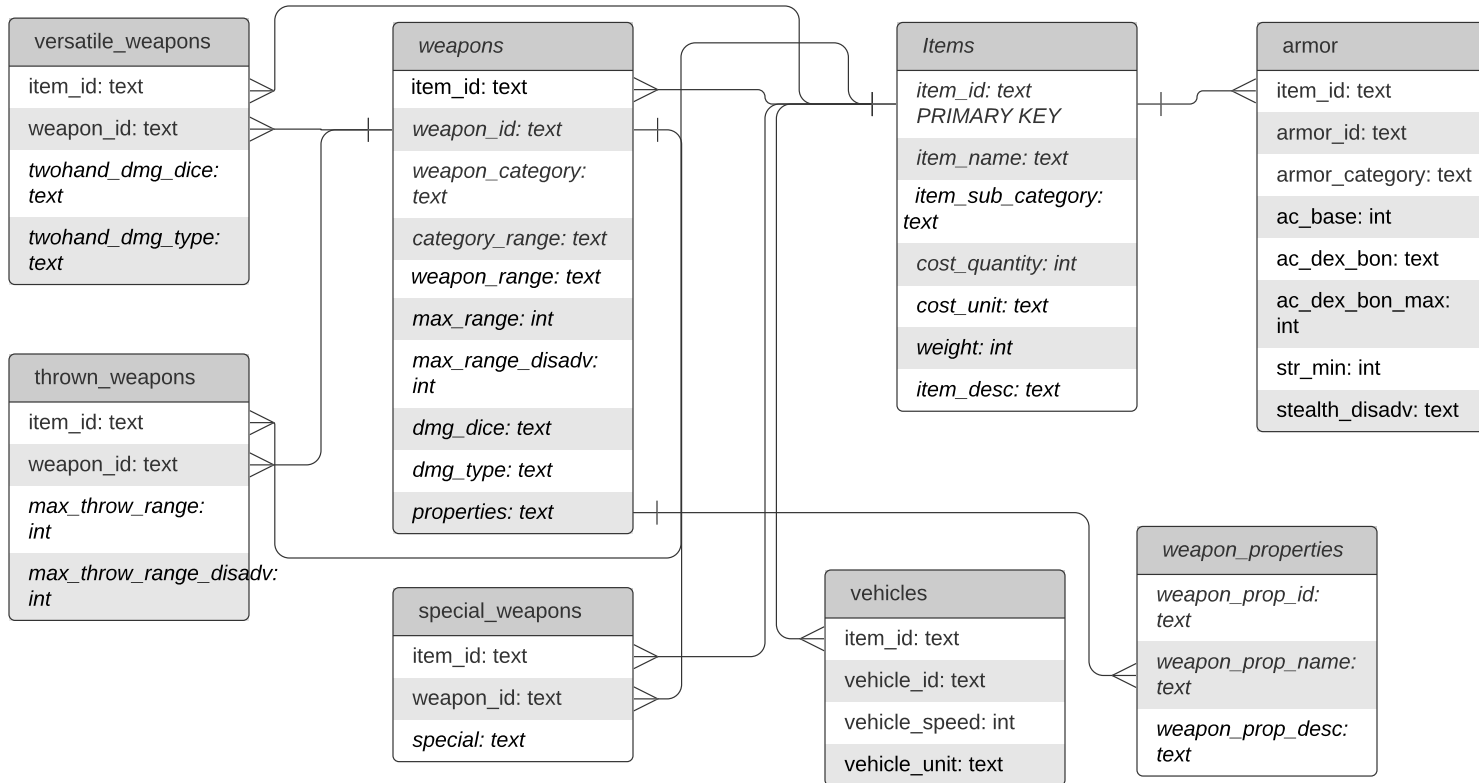 versatile_weapons
item_id: text
weapon_id: text
twohand_dmg_dice:
text
twohand_dmg_type:
text
thrown_weapons
item_id: text
weapon_id: text
max_throw_range:
int
max_throw_range_disadv:
int
weapons
item_id: text
weapon_id: text
weapon_category:
text
category_range: text
weapon_range: text
max_range: int
max_range_disadv:
int
dmg_dice: text
dmg_type: text
properties: text
special_weapons
item_id: text
weapon_id: text
special: text
Items
item_id: text
PRIMARY KEY
item_name: text
item_sub_category:
text
cost_quantity: int
cost_unit: text
weight: int
item_desc: text
vehicles
item_id: text
vehicle_id: text
vehicle_speed: int
vehicle_unit: text
armor
item_id: text
armor_id: text
armor_category: text
ac_base: int
ac_dex_bon: text
ac_dex_bon_max:
int
str_min: int
stealth_disadv: text
weapon_properties
weapon_prop_id:
text
weapon_prop_name:
text
weapon_prop_desc:
text